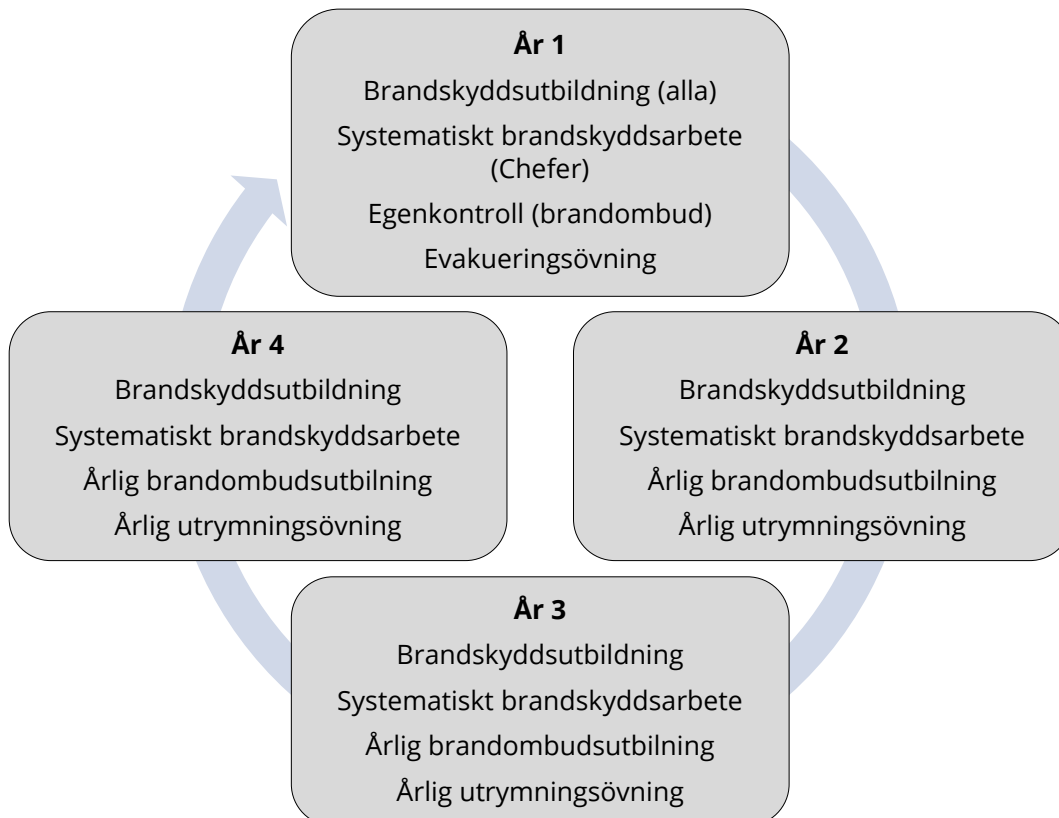 År 1
Brandskyddsutbildning (alla)
Systematiskt brandskyddsarbete
(Chefer)
Egenkontroll (brandombud)
Evakueringsövning
År 2
Brandskyddsutbildning
Systematiskt brandskyddsarbete
Årlig brandombudsutbilning
Årlig utrymningsövning
År 3
Brandskyddsutbildning
Systematiskt brandskyddsarbete
Årlig brandombudsutbilning
Årlig utrymningsövning
År 4
Brandskyddsutbildning
Systematiskt brandskyddsarbete
Årlig brandombudsutbilning
Årlig utrymningsövning